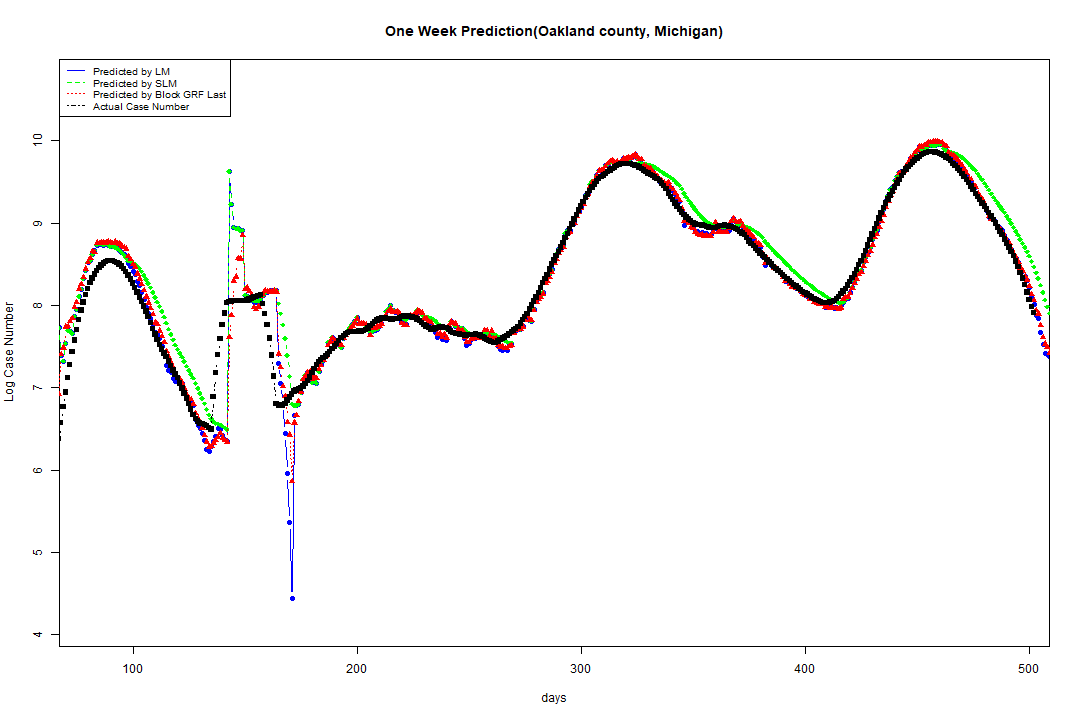 One Week Prediction(Oakland county, Michigan)
Predicted by LM
Predicted by SLM
Predicted by Block GRF Last
Actual Case Number
Log Case Number
10
9
8
7
6
5
4
100 200 300 400 500
days